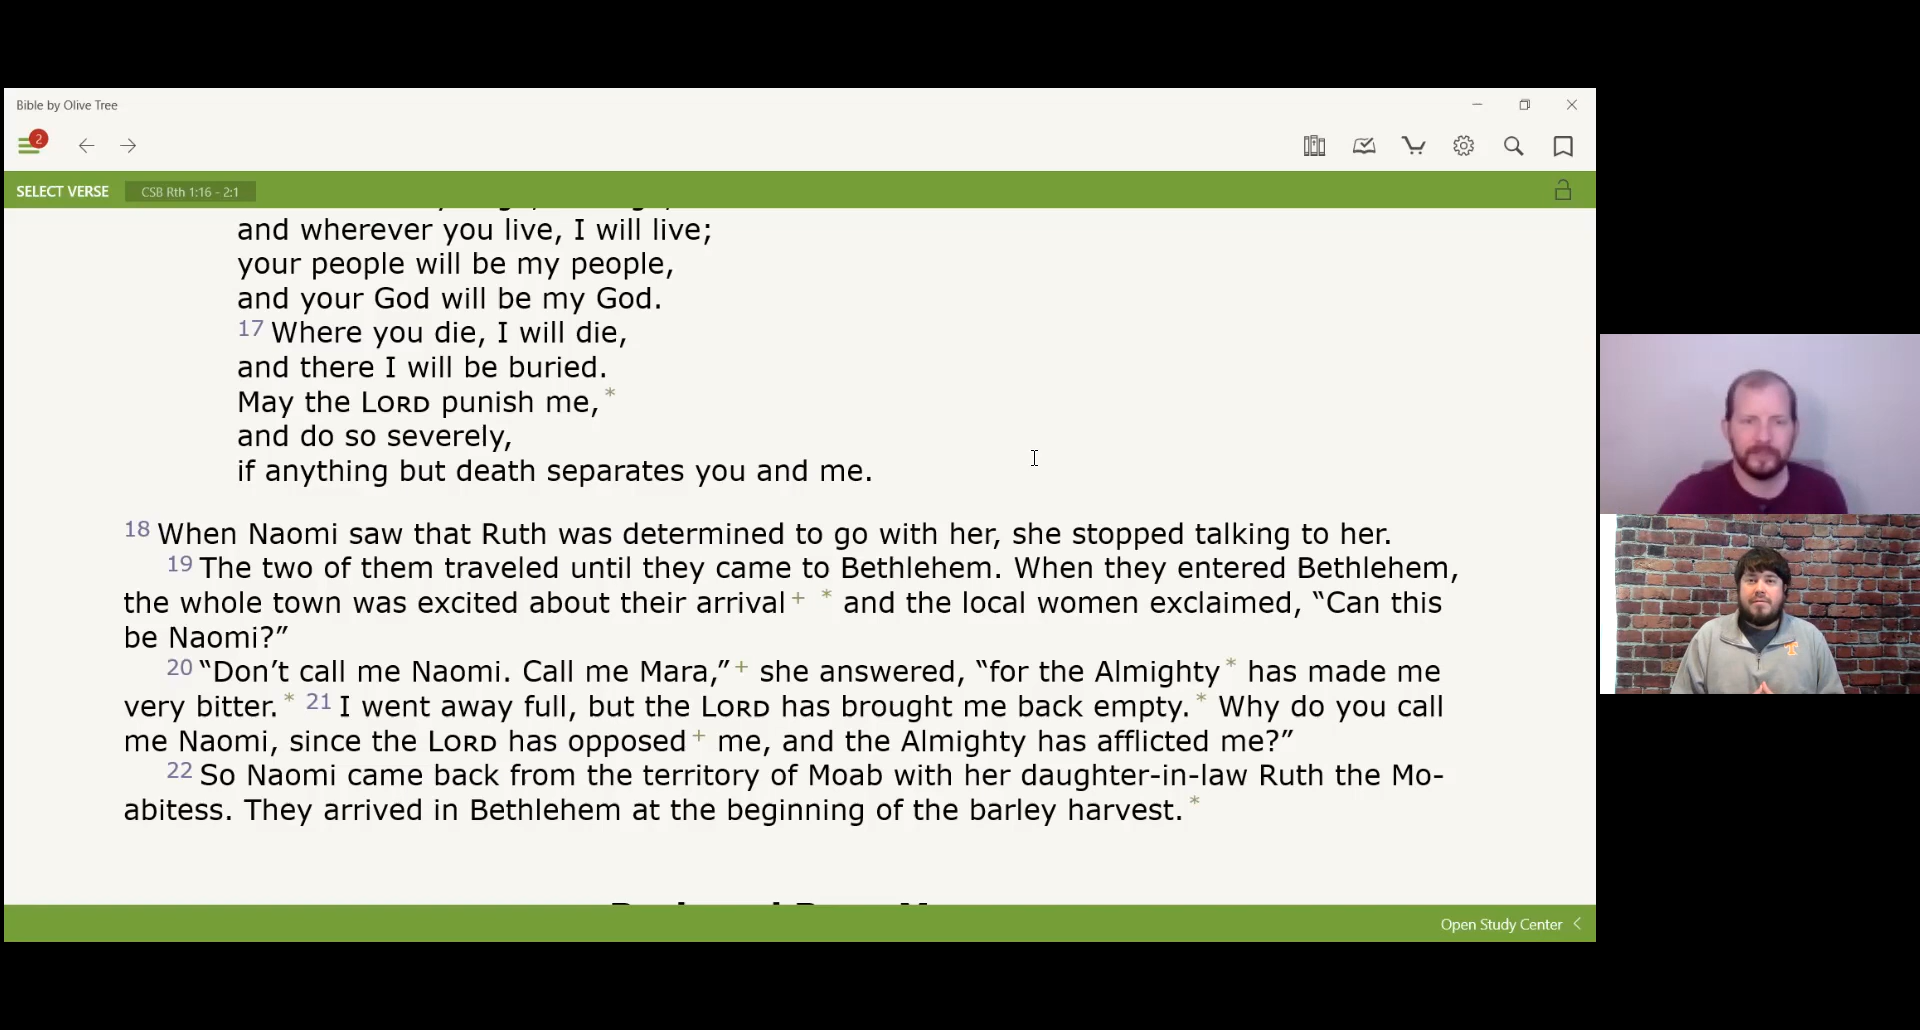 Bible by Olive Tree
2
SELECT VERSE
CSB Rth 1:16 - 2:1
and wherever you live, I will live;
your people will be my people,
and your God will be my God.
17 Where you die, I will die,
and there I will be buried.
May the LORD punish me,*
and do so severely,
if anything but death separates you and me.
18 When Naomi saw that Ruth was determined to go with her, she stopped talking to her.
19 The two of them traveled until they came to Bethlehem. When they entered Bethlehem,
the whole town was excited about their arrival + * and the local women exclaimed, “Can this
be Naomi?”
20 “Don’t call me Naomi. Call me Mara,” + she answered, “for the Almighty * has made me
very bitter. * 21 I went away full, but the LORD has brought me back empty. * Why do you call
me Naomi, since the LORD has opposed + me, and the Almighty has afflicted me?”
22 So Naomi came back from the territory of Moab with her daughter-in-law Ruth the Mo-
abitess. They arrived in Bethlehem at the beginning of the barley harvest. *
Open Study Center
T